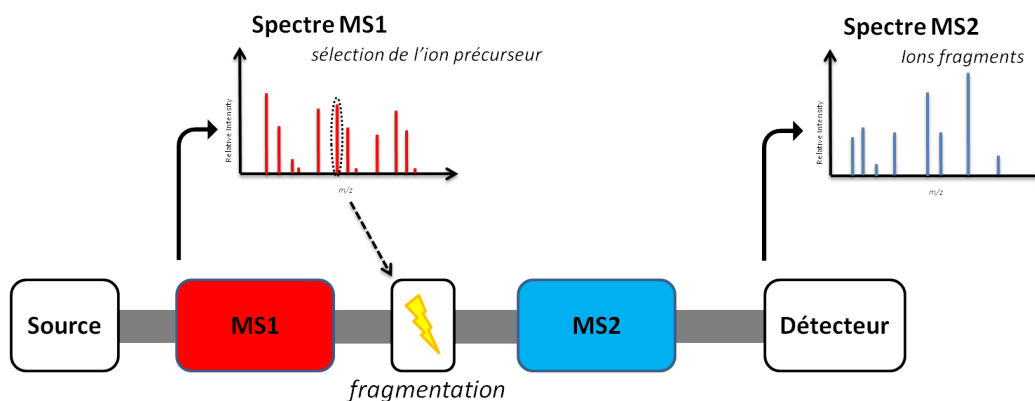 Spectre MS1
sélection de l'ion précurseur
Relative Intensity
m/z
Spectre MS2
Ions fragments
Relative Intensity
m/z
Source
MS1
MS2
Détecteur
fragmentation